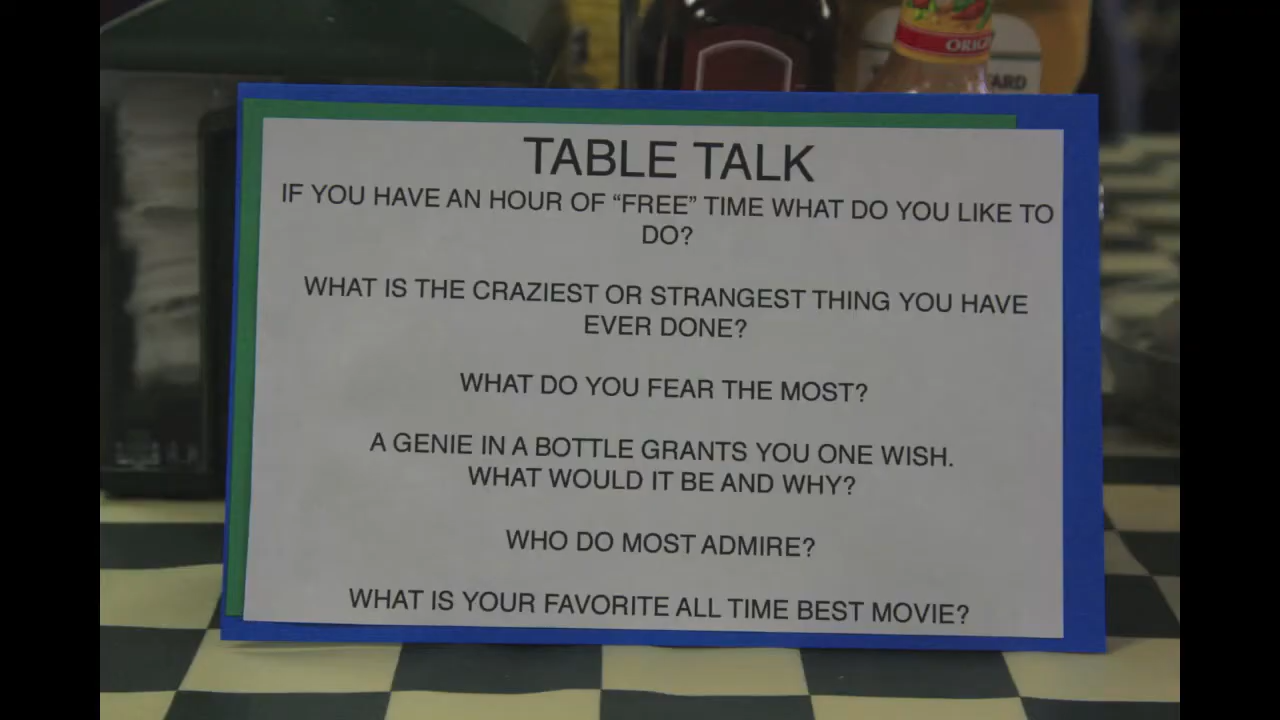 ORIG
ARD
TABLE TALK
IF YOU HAVE AN HOUR OF “FREE” TIME WHAT DO YOU LIKE TO
DO?
WHAT IS THE CRAZIEST OR STRANGEST THING YOU HAVE
EVER DONE?
WHAT DO YOU FEAR THE MOST?
A GENIE IN A BOTTLE GRANTS YOU ONE WISH.
WHAT WOULD IT BE AND WHY?
WHO DO MOST ADMIRE?
WHAT IS YOUR FAVORITE ALL TIME BEST MOVIE?